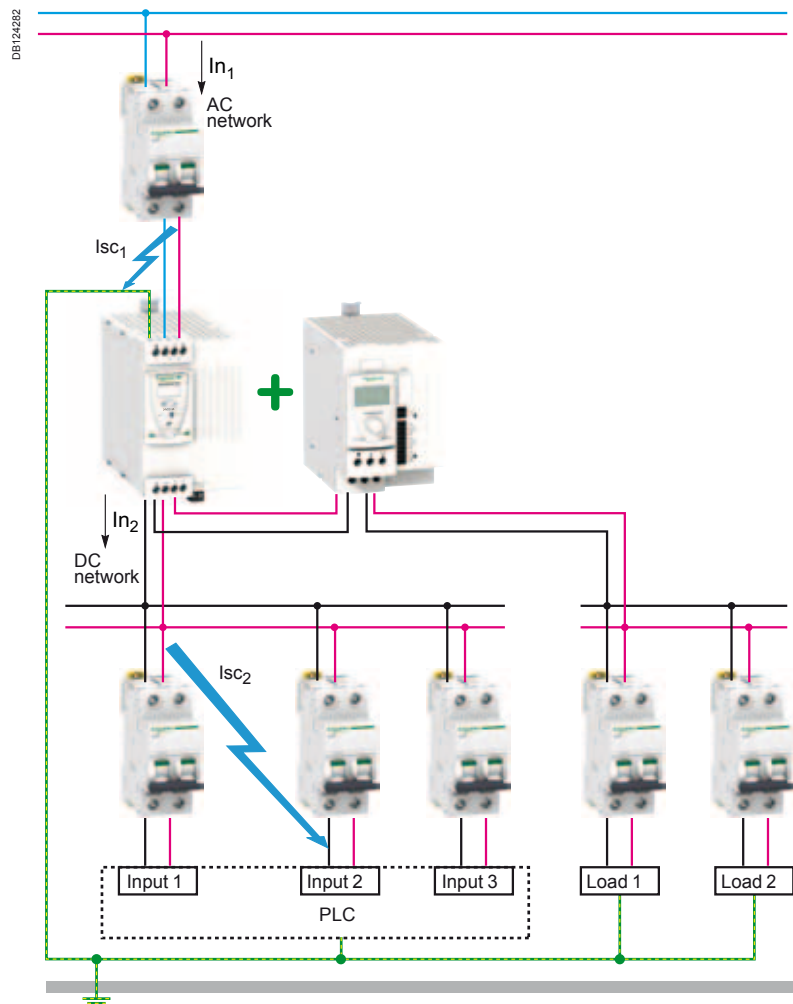 DB124282
In₁
AC
network
Isc₁
In₂
DC
network
Isc₂
Input 1
Input 2
Input 3
Load 1
Load 2
PLC